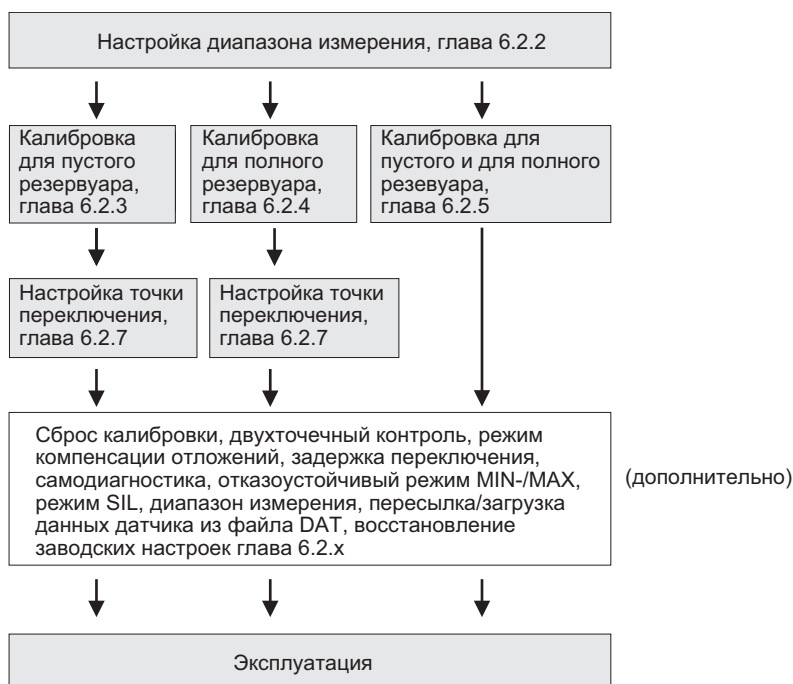 Настройка диапазона измерения, глава 6.2.2
Калибровка
для пустого
резервуара,
глава 6.2.3
Калибровка
для полного
резервуара,
глава 6.2.4
Калибровка для
пустого и для полного
резевуара,
глава 6.2.5
Настройка точки
переключения,
глава 6.2.7
Настройка точки
переключения,
глава 6.2.7
Сброс калибровки, двухточечный контроль, режим
компенсации отложений, задержка переключения,
самодиагностика, отказоустойчивый режим MIN-/MAX,
режим SIL, диапазон измерения, пересылка/загрузка
данных датчика из файла DAT, восстановление
заводских настроек глава 6.2.x
(дополнительно)
Эксплуатация